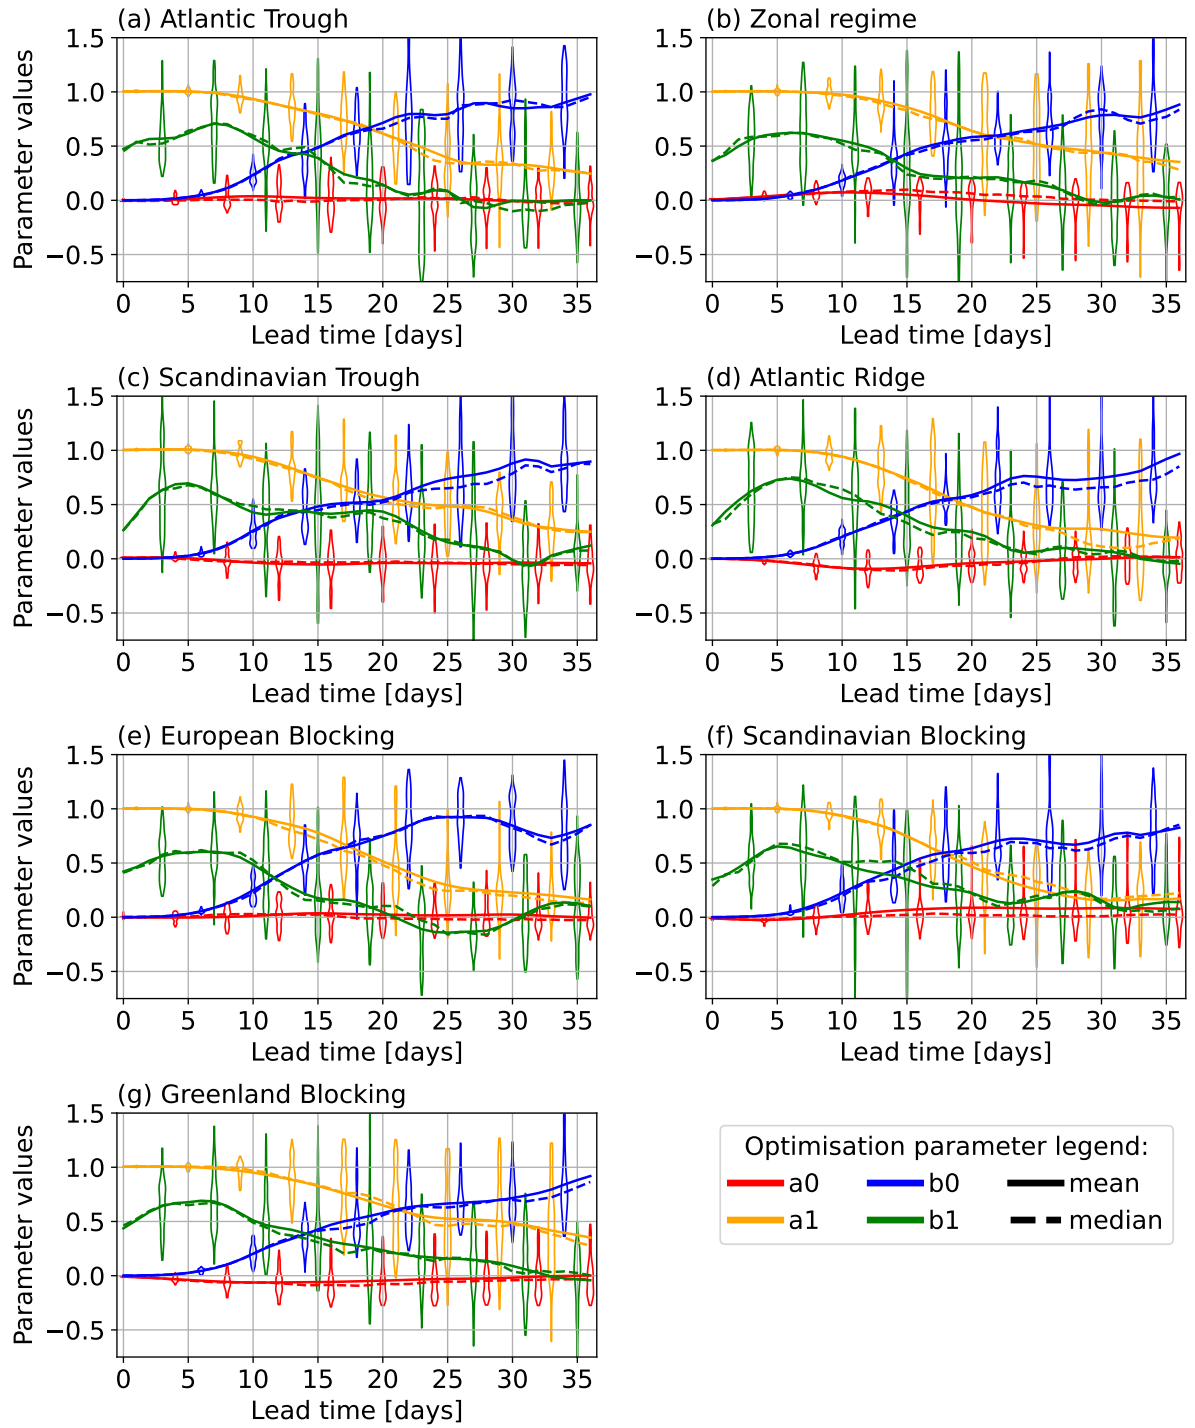 (a) Atlantic Trough
(b) Zonal regime
1.5
1.0
0.5
0.0
−0.5
Parameter values
0 5 10 15 20 25 30 35
Lead time [days]
1.5
1.0
0.5
0.0
−0.5
0 5 10 15 20 25 30 35
Lead time [days]
(c) Scandinavian Trough
(d) Atlantic Ridge
1.5
1.0
0.5
0.0
−0.5
Parameter values
0 5 10 15 20 25 30 35
Lead time [days]
1.5
1.0
0.5
0.0
−0.5
0 5 10 15 20 25 30 35
Lead time [days]
(e) European Blocking
(f) Scandinavian Blocking
1.5
1.0
0.5
0.0
−0.5
Parameter values
0 5 10 15 20 25 30 35
Lead time [days]
1.5
1.0
0.5
0.0
−0.5
0 5 10 15 20 25 30 35
Lead time [days]
(g) Greenland Blocking
1.5
1.0
0.5
0.0
−0.5
Parameter values
0 5 10 15 20 25 30 35
Lead time [days]
Optimisation parameter legend:
a0 b0 mean
a1 b1 median